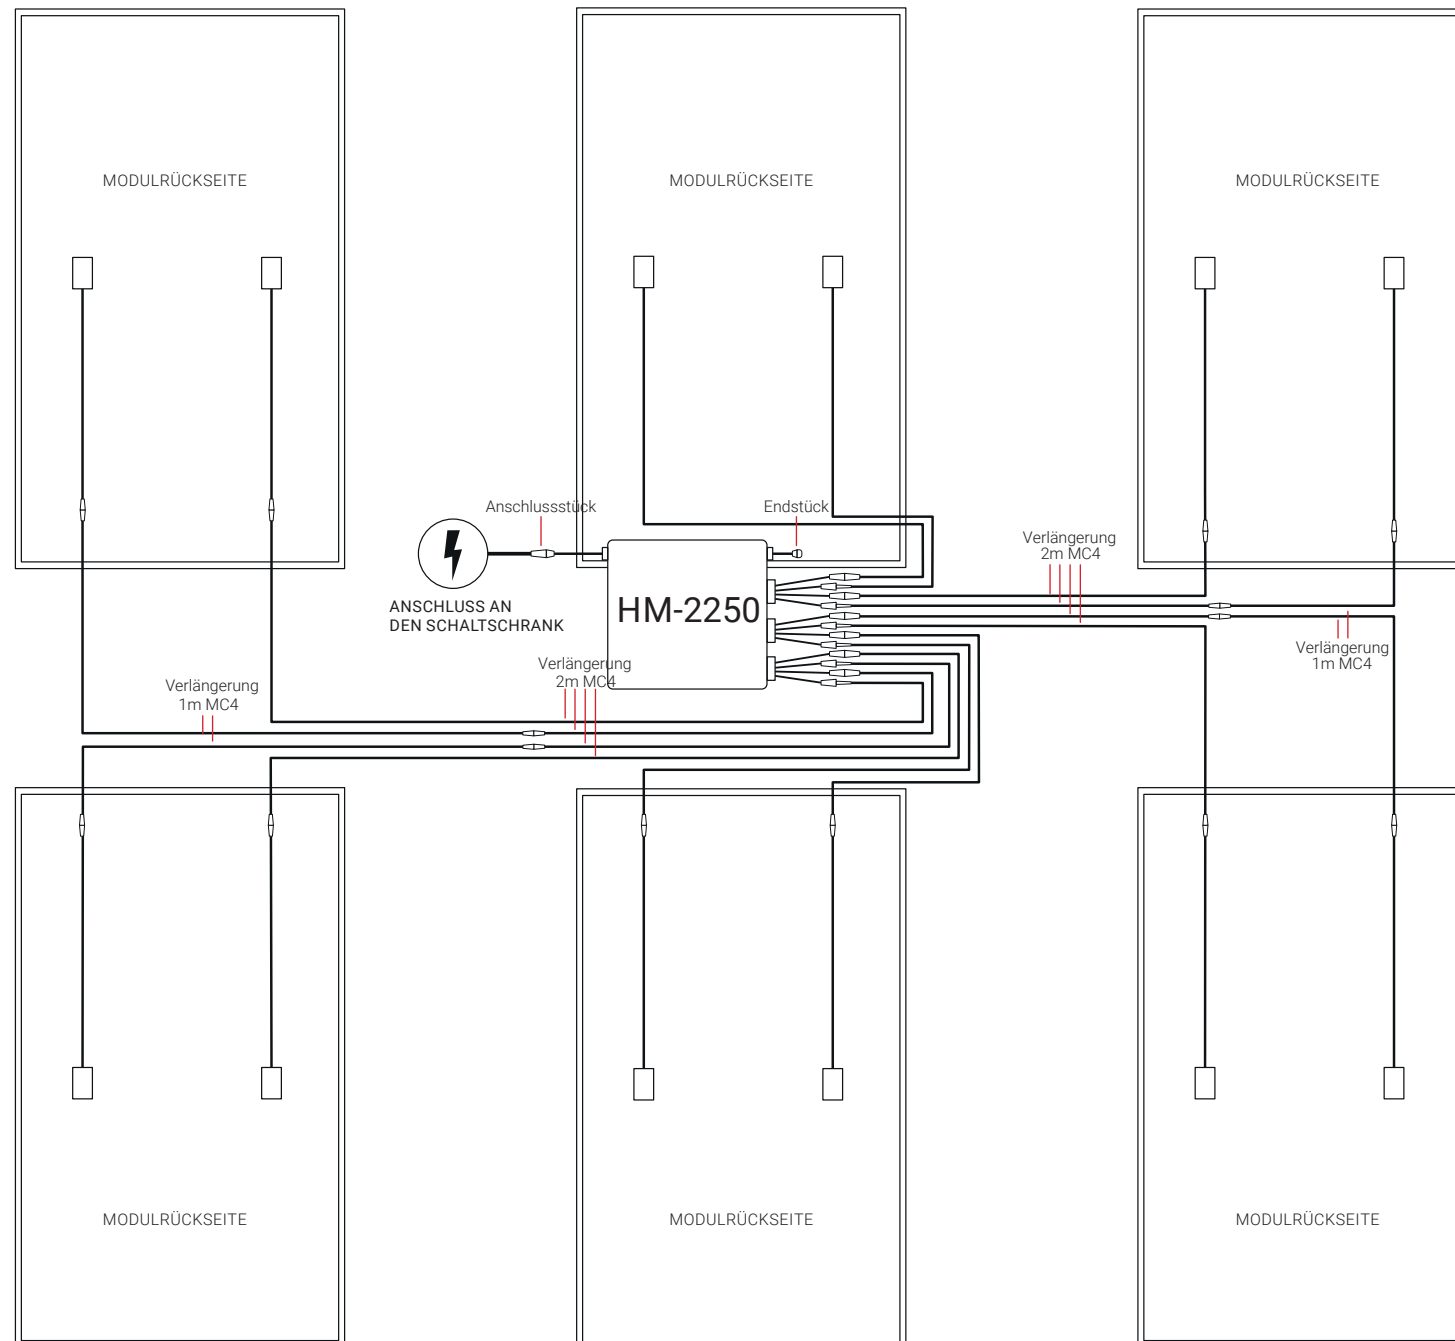 MODULRÜCKSEITE
MODULRÜCKSEITE
MODULRÜCKSEITE
Anschlussstück
Endstück
Verlängerung
2m MC4
ANSCHLUSS AN
DEN SCHALTSCHRANK
HM-2250
Verlängerung
1m MC4
Verlängerung
2m MC4
Verlängerung
1m MC4
MODULRÜCKSEITE
MODULRÜCKSEITE
MODULRÜCKSEITE